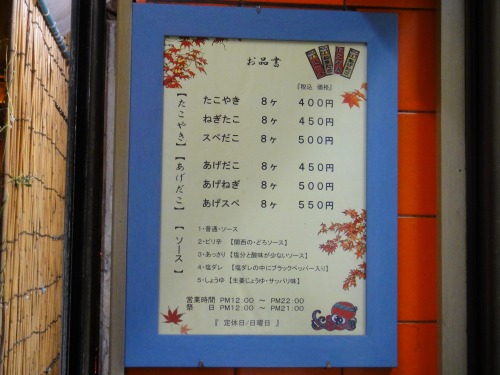 お品書
『税込 価格』
【たこやき】
たこやき 8ヶ 400円
ねぎたこ 8ヶ 450円
スペだこ 8ヶ 500円
【あげだこ】
あげだこ 8ヶ 450円
あげねぎ 8ヶ 500円
あげスペ 8ヶ 550円
【ソース】
1・普通・ソース
2・ピリ辛 【関西の・どろソース】
3・あっかり 【塩分と酸味が少ないソース】
4・塩ダレ 【塩ダレの中にブラックペッパー入り】
5・しょうゆ 【生姜じょうゆ・サッパリ味】
営業時間 PM12:00 ～ PM22:00
祭 日 PM12:00 ～ PM21:00
『 定休日/日曜日 』